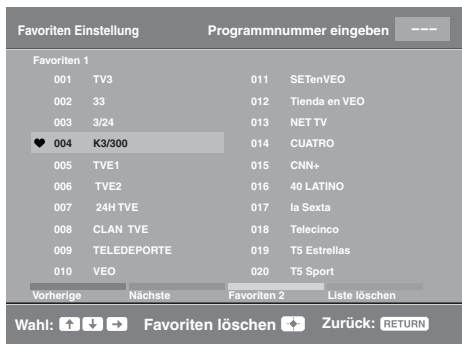 Favoriten Einstellung Programmnummer eingeben ---
Favoriten 1
001 TV3 011 SETenVEO
002 33 012 Tienda en VEO
003 3/24 013 NET TV
004 K3/300 014 CUATRO
005 TVE1 015 CNN+
006 TVE2 016 40 LATINO
007 24H TVE 017 la Sexta
008 CLAN TVE 018 Telecinco
009 TELEDEPORTE 019 T5 Estrellas
010 VEO 020 T5 Sport
Vorherige Nächste Favoriten 2 Liste löschen
Wahl: Favoriten löschen Zurück: RETURN